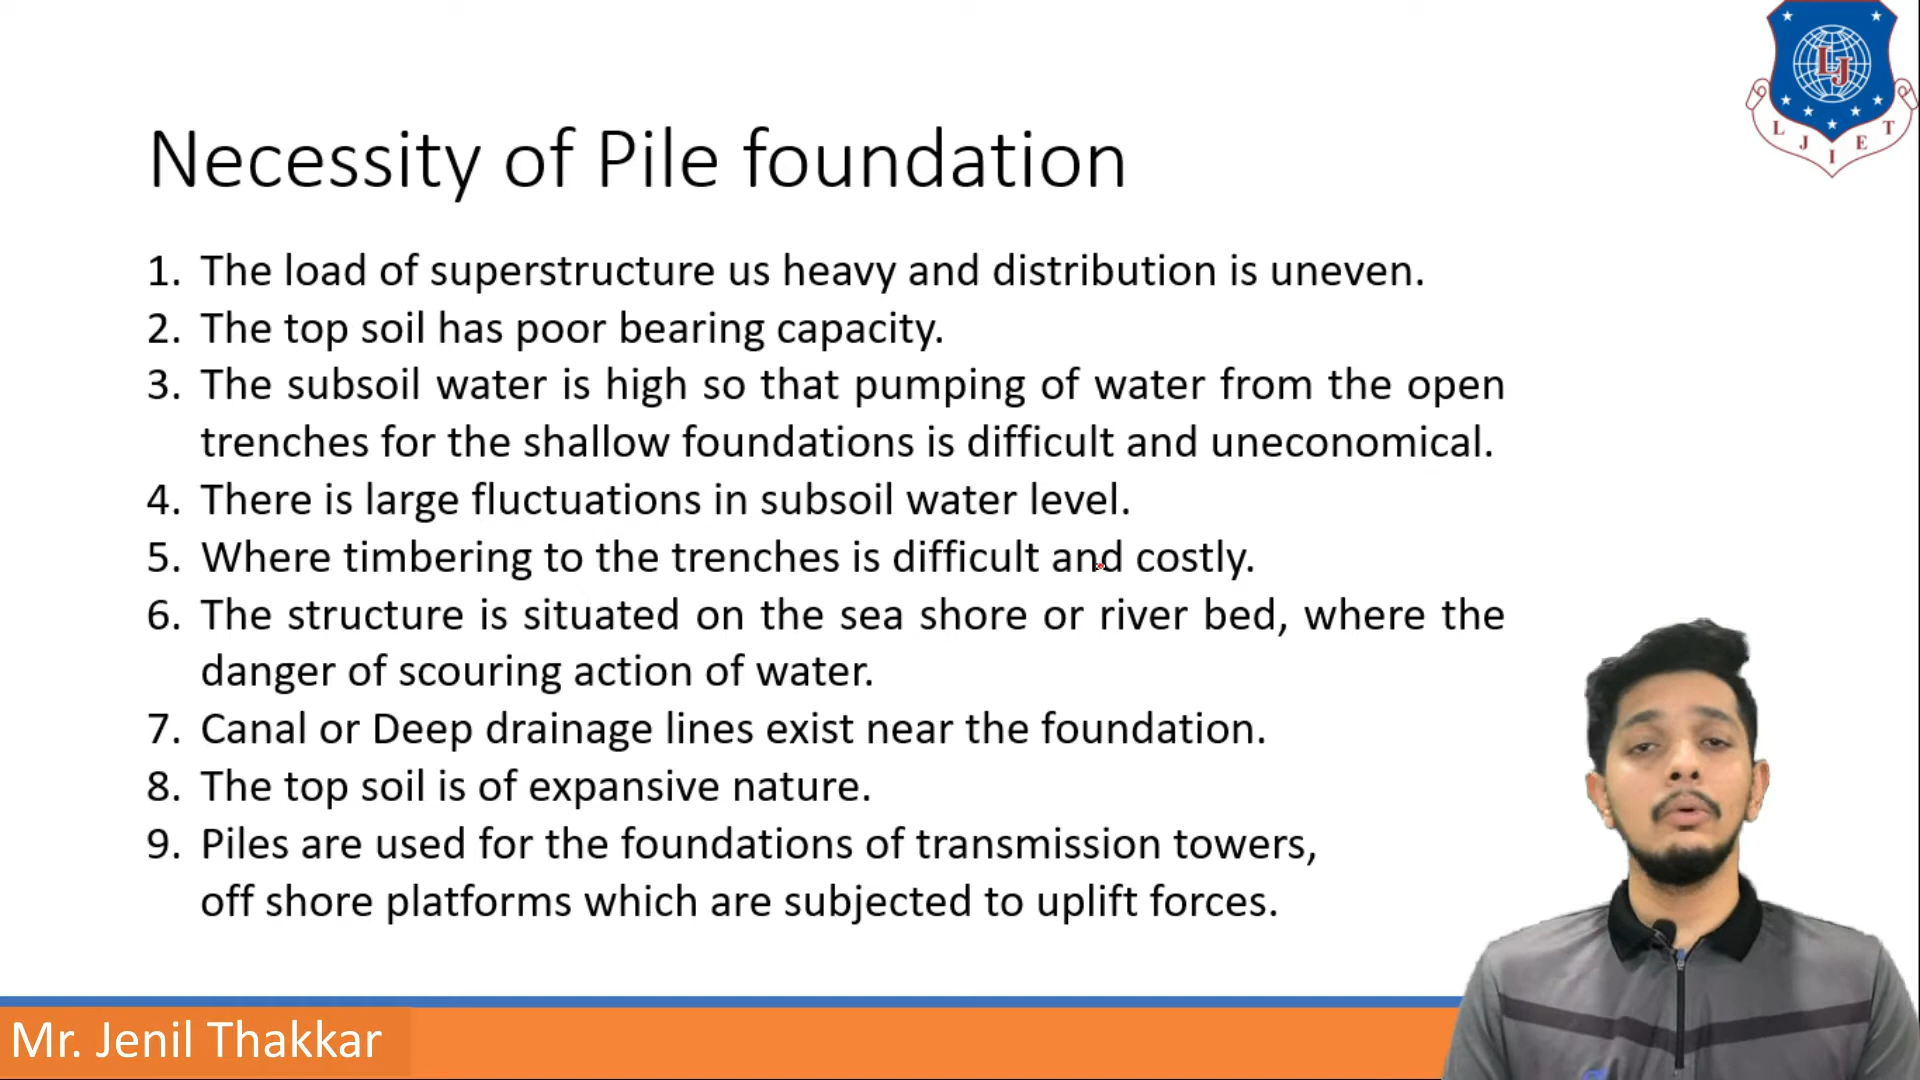 LJ
L J I E T
Necessity of Pile foundation
1. The load of superstructure us heavy and distribution is uneven.
2. The top soil has poor bearing capacity.
3. The subsoil water is high so that pumping of water from the open
trenches for the shallow foundations is difficult and uneconomical.
4. There is large fluctuations in subsoil water level.
5. Where timbering to the trenches is difficult and costly.
6. The structure is situated on the sea shore or river bed, where the
danger of scouring action of water.
7. Canal or Deep drainage lines exist near the foundation.
8. The top soil is of expansive nature.
9. Piles are used for the foundations of transmission towers,
off shore platforms which are subjected to uplift forces.
Mr. Jenil Thakkar